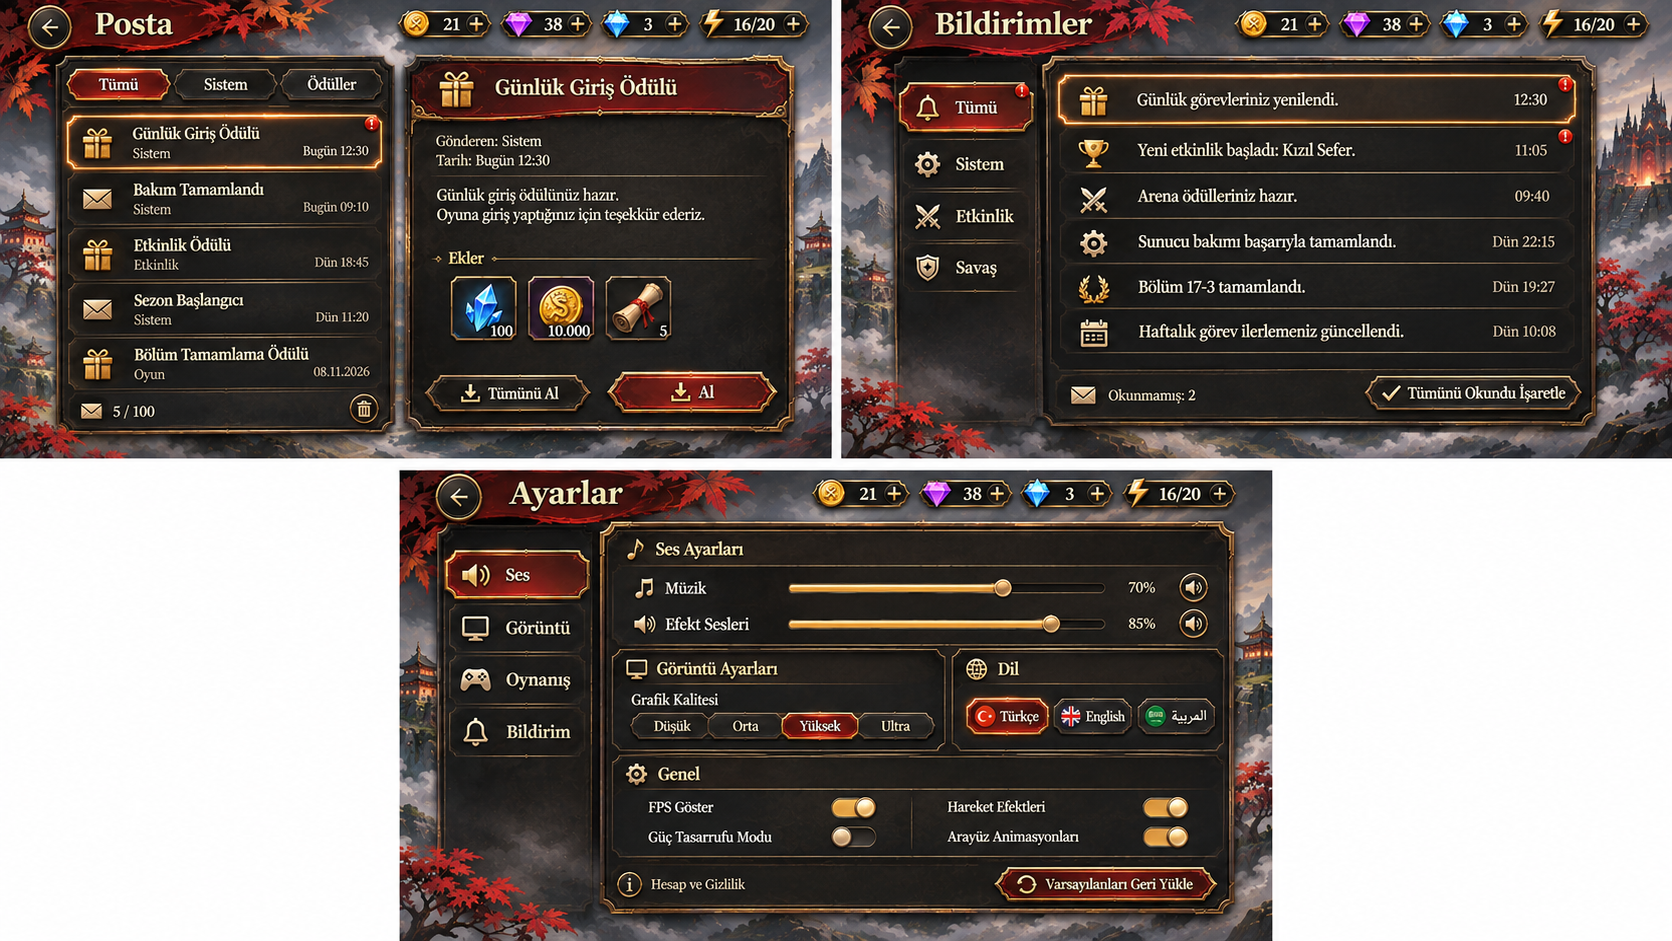 Posta
21
38
3
16/20
Tümü
Sistem
Ödüller
Günlük Giriş Ödülü
Sistem
Bugün 12:30
Bakım Tamamlandı
Sistem
Bugün 09:10
Etkinlik Ödülü
Etkinlik
Dün 18:45
Sezon Başlangıcı
Sistem
Dün 11:20
Bölüm Tamamlama Ödülü
Oyun
08.11.2026
5 / 100
Günlük Giriş Ödülü
Gönderen: Sistem
Tarih: Bugün 12:30
Günlük giriş ödülünüz hazır.
Oyuna giriş yaptığınız için teşekkür ederiz.
Ekler
100
10.000
5
Tümünü Al
Al
Bildirimler
21
38
3
16/20
Tümü
Sistem
Etkinlik
Savaş
Günlük görevleriniz yenilendi.
12:30
Yeni etkinlik başladı: Kızıl Sefer.
11:05
Arena ödülleriniz hazır.
09:40
Sunucu bakımı başarıyla tamamlandı.
Dün 22:15
Bölüm 17-3 tamamlandı.
Dün 19:27
Haftalık görev ilerlemeniz güncellendi.
Dün 10:08
Okunmamış: 2
Tümünü Okundu İşaretle
Ayarlar
21
38
3
16/20
Ses
Görüntü
Oynanış
Bildirim
Ses Ayarları
Müzik
70%
Efekt Sesleri
85%
Görüntü Ayarları
Grafik Kalitesi
Düşük
Orta
Yüksek
Ultra
Dil
Türkçe
English
العربية
Genel
FPS Göster
Hareket Efektleri
Güç Tasarrufu Modu
Arayüz Animasyonları
Hesap ve Gizlilik
Varsayılanları Geri Yükle